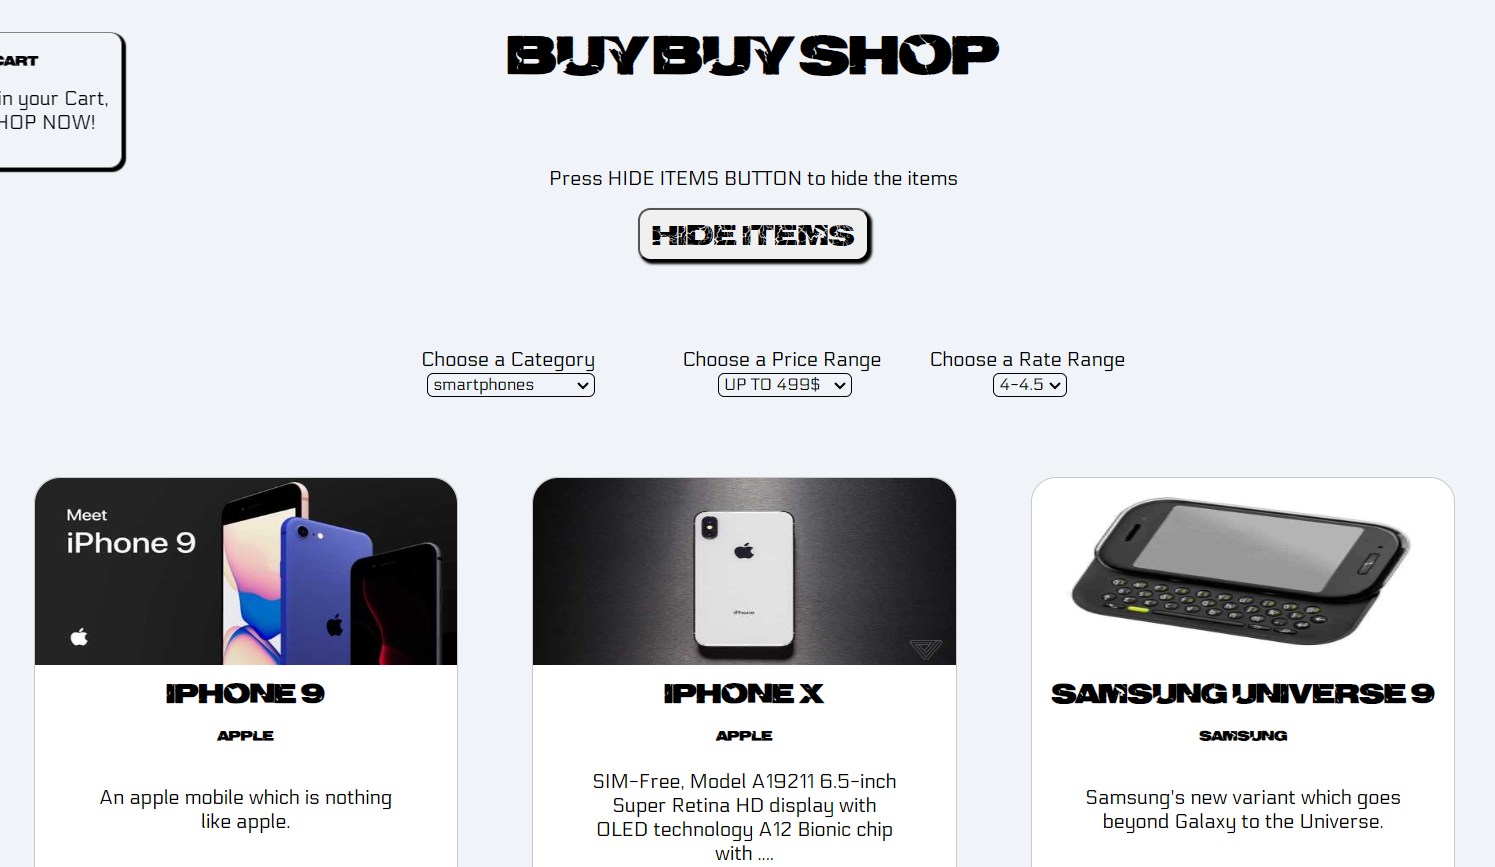 BUY BUY SHOP
CART
in your Cart,
HOP NOW!
Press HIDE ITEMS BUTTON to hide the items
HIDE ITEMS
Choose a Category
smartphones
Choose a Price Range
UP TO 499$
Choose a Rate Range
4-4.5
Meet
iPhone 9
iPhone
IPHONE 9
APPLE
An apple mobile which is nothing
like apple.
IPHONE X
APPLE
SIM-Free, Model A19211 6.5-inch
Super Retina HD display with
OLED technology A12 Bionic chip
with ....
SAMSUNG UNIVERSE 9
SAMSUNG
Samsung's new variant which goes
beyond Galaxy to the Universe.